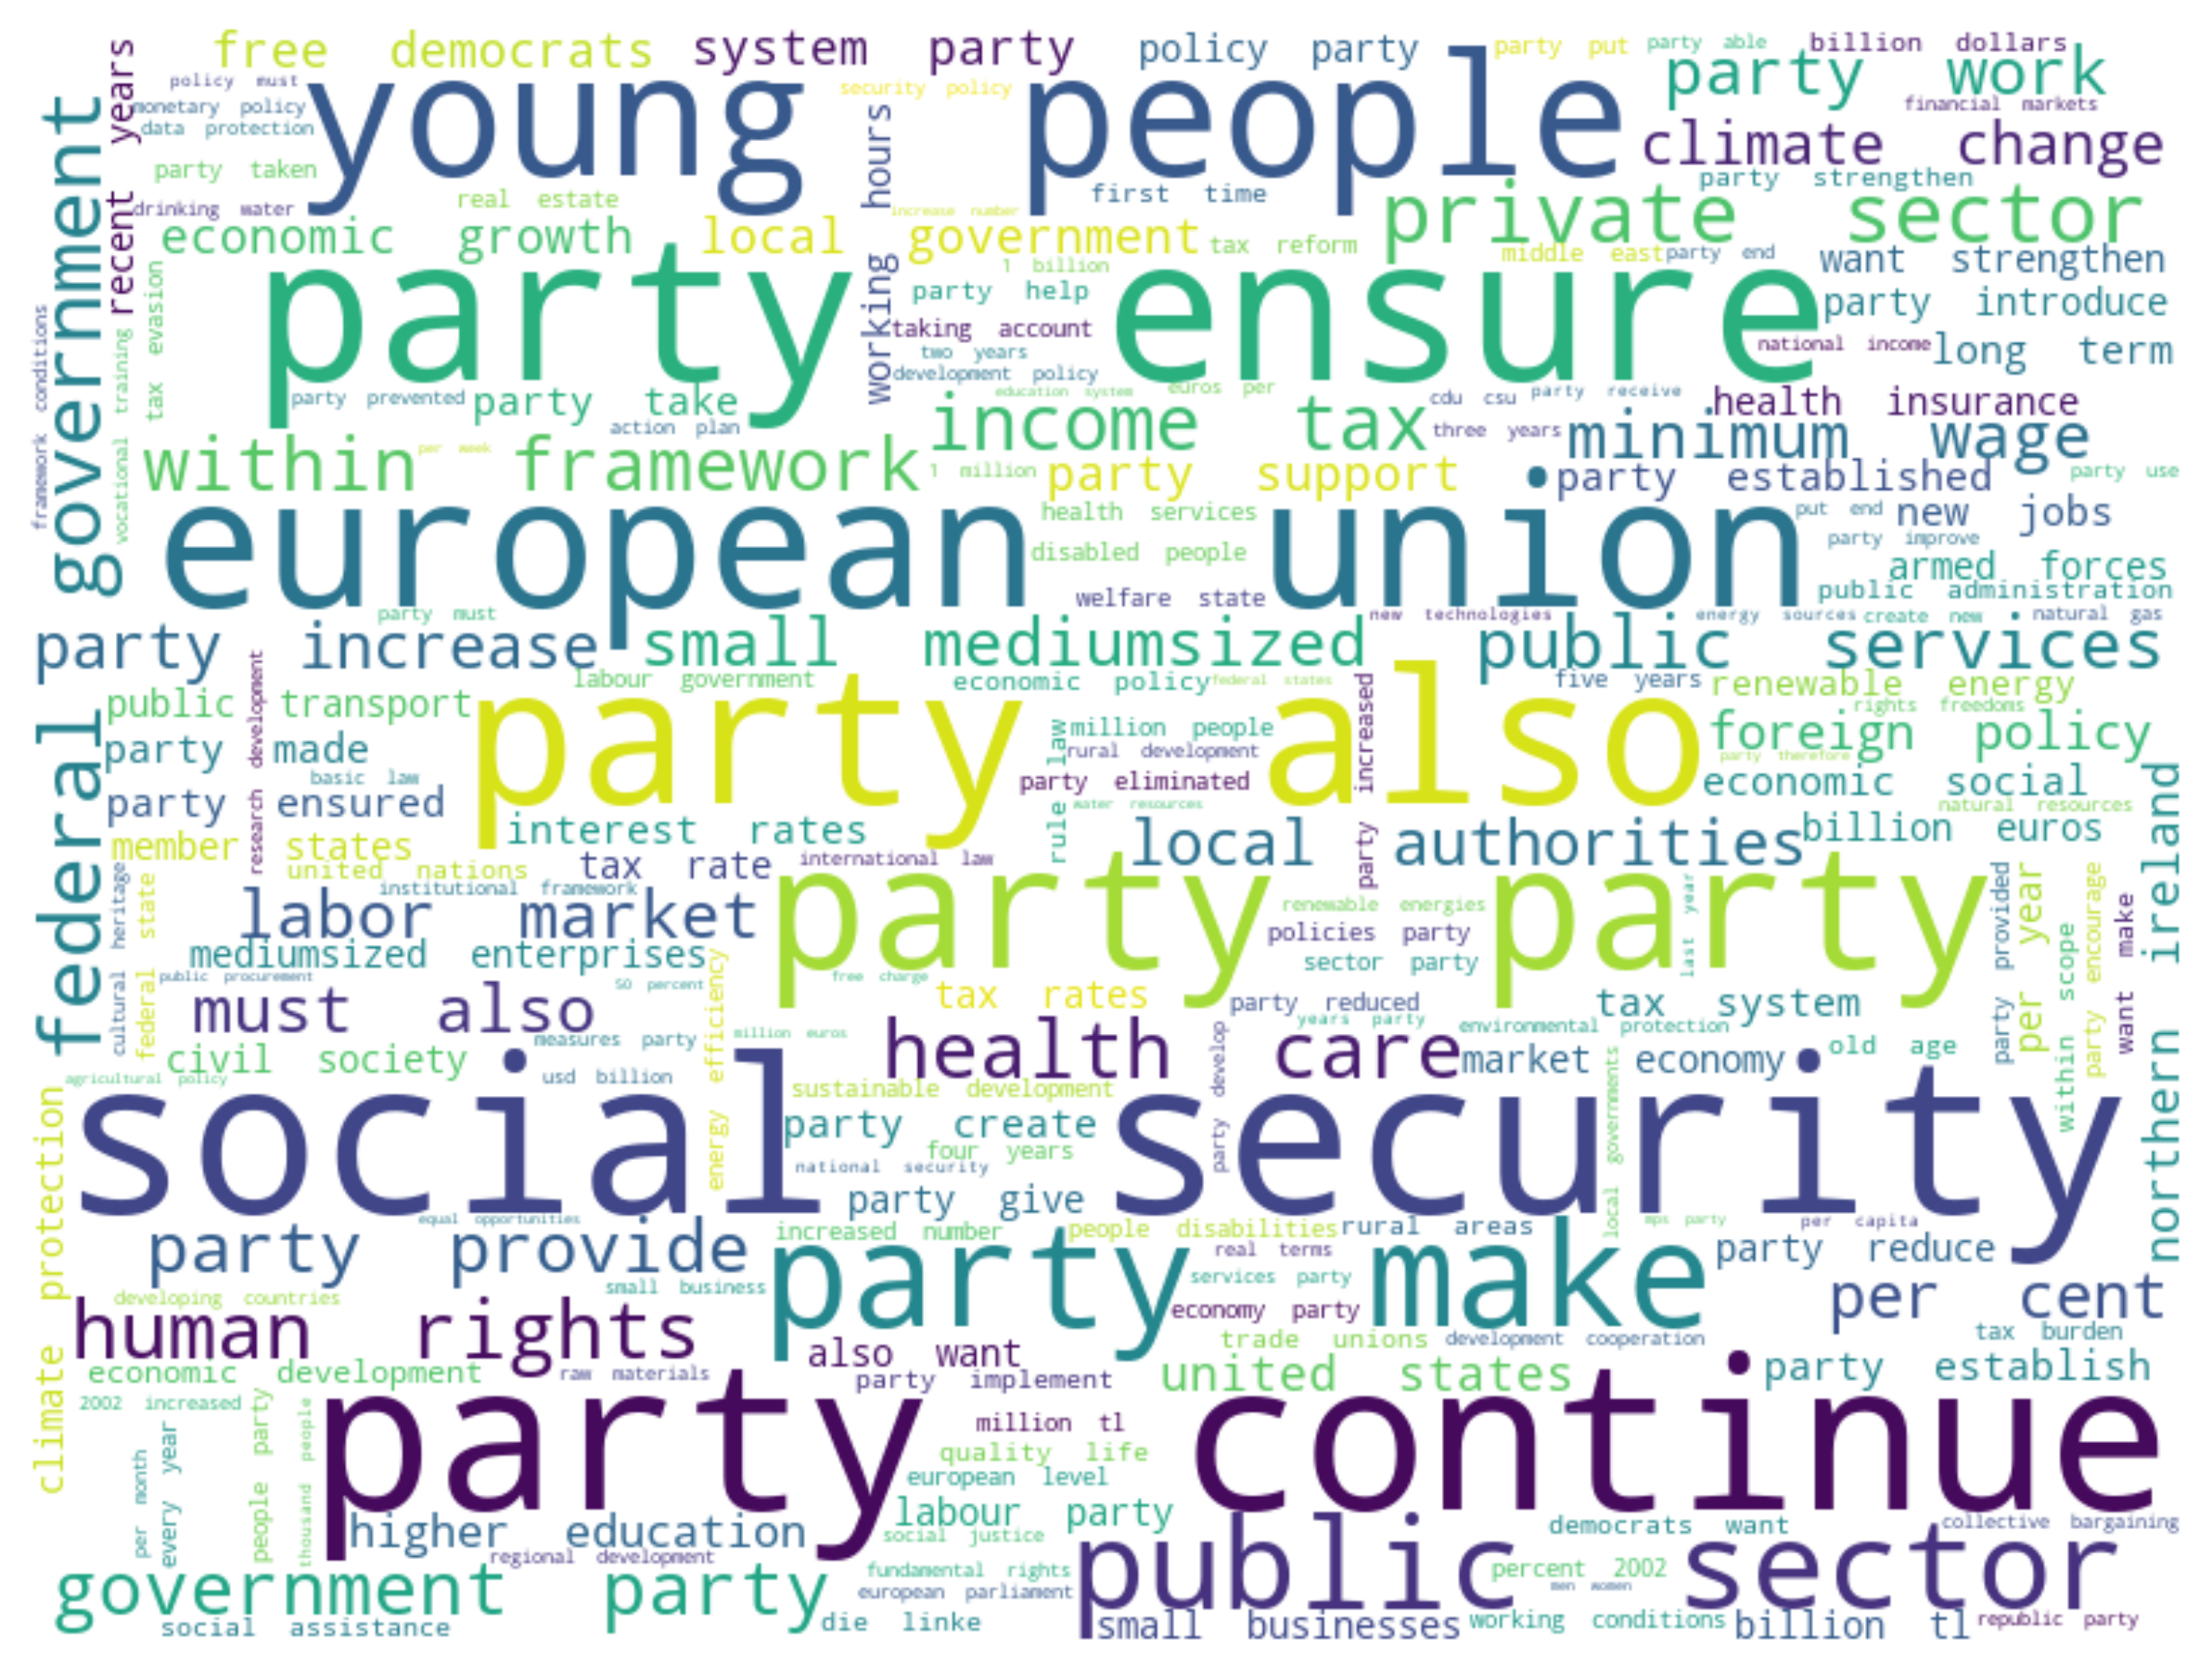 free democrats
system party
policy party
party put
party able
billion dollars
policy must
young people
security policy
party work
monetary policy
financial markets
data protection
recent years
working hours
climate change
party taken
real estate
first time
party strengthen
drinking water
increase number
private sector
economic growth
local government
tax reform
middle east
party end
want strengthen
federal government
tax evasion
party ensure
1 billion
party help
party introduce
framework conditions
vocational training
taking account
national income
long term
two years
development policy
education system
euros per
party prevented
party take
cdu csu
party receive
health insurance
action plan
income tax
three years
minimum wage
within framework
per week
1 million
party support
party established
party use
european union
health services
put end
new jobs
disabled people
party improve
armed forces
welfare state
public administration
party must
new technologies
energy sources
create new
natural gas
party increase
small mediumsized
public services
research development
labour government
economic policy
federal states
five years
renewable energy
public transport
party also
rights freedoms
party made
million people
foreign policy
rural development
party therefore
basic law
party eliminated
party increased
economic social
party ensured
rule law
water resources
natural resources
interest rates
local authorities
billion euros
member states
united nations
tax rate
international law
institutional framework
cultural heritage
federal state
labor market
party party
renewable energies
last year
party provided
per year
party encourage
want make
northern ireland
policies party
mediumsized enterprises
sector party
within scope
public procurement
50 percent
free charge
energy efficiency
tax rates
party reduced
tax system
must also
million euros
years party
environmental protection
civil society
measures party
health care
party develop
market economy
old age
agricultural policy
usd billion
sustainable development
local governments
climate protection
social security
party create
four years
national security
party give
equal opportunities
increased number
people disabilities
rural areas
mps party
per capita
party provide
party make
real terms
party reduce
services party
small business
developing countries
economy party
per cent
human rights
trade unions
development cooperation
tax burden
also want
economic development
raw materials
party implement
united states
party establish
2002 increased
people party
thousand people
party continue
million tl
per month
every year
quality life
european level
labour party
higher education
social justice
democrats want
collective bargaining
regional development
public sector
fundamental rights
percent 2002
government party
european parliament
men women
social assistance
die linke
small businesses
working conditions
billion tl
republic party